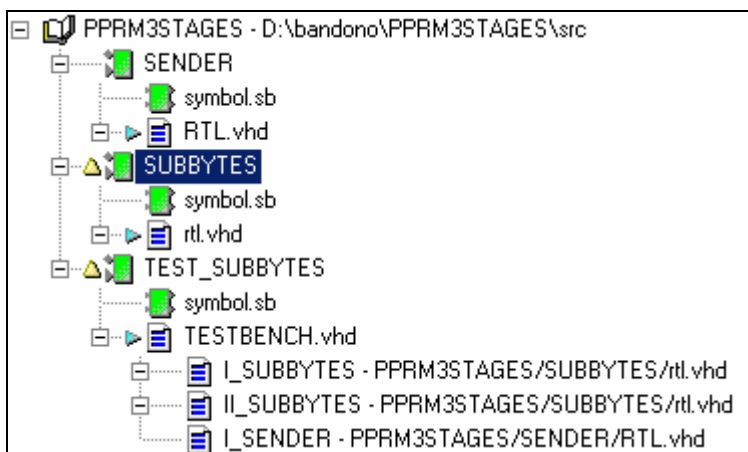 PPRM3STAGES - D:\bandono\PPRM3STAGES\src
SENDER
symbol.sb
RTL.vhd
SUBBYTES
symbol.sb
rtl.vhd
TEST_SUBBYTES
symbol.sb
TESTBENCH.vhd
I_SUBBYTES - PPRM3STAGES/SUBBYTES/rtl.vhd
II_SUBBYTES - PPRM3STAGES/SUBBYTES/rtl.vhd
I_SENDER - PPRM3STAGES/SENDER/RTL.vhd